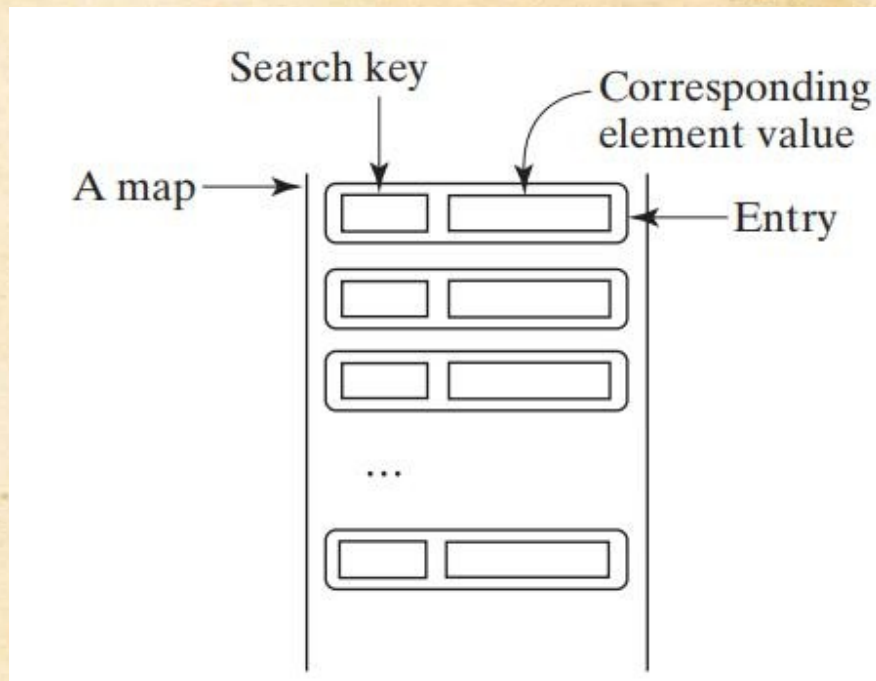 Search key
Corresponding
element value
A map
Entry
...